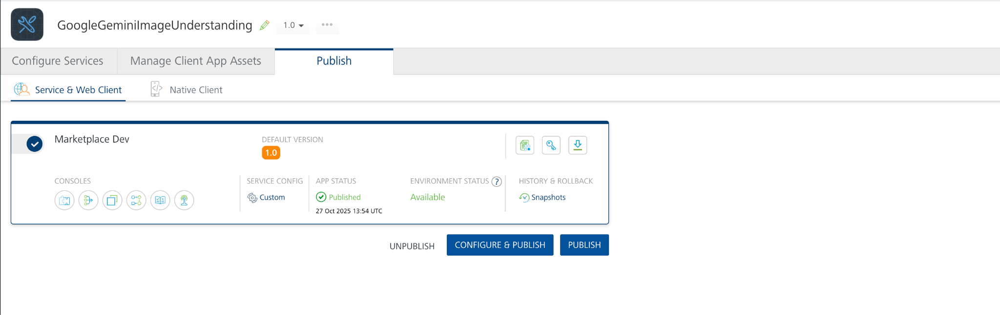 GoogleGeminiImageUnderstanding 1.0
Configure Services Manage Client App Assets Publish
Service & Web Client Native Client
Marketplace Dev
DEFAULT VERSION
1.0
CONSOLES
SERVICE CONFIG
Custom
APP STATUS
Published
27 Oct 2025 13:54 UTC
ENVIRONMENT STATUS ?
Available
HISTORY & ROLLBACK
Snapshots
UNPUBLISH CONFIGURE & PUBLISH PUBLISH